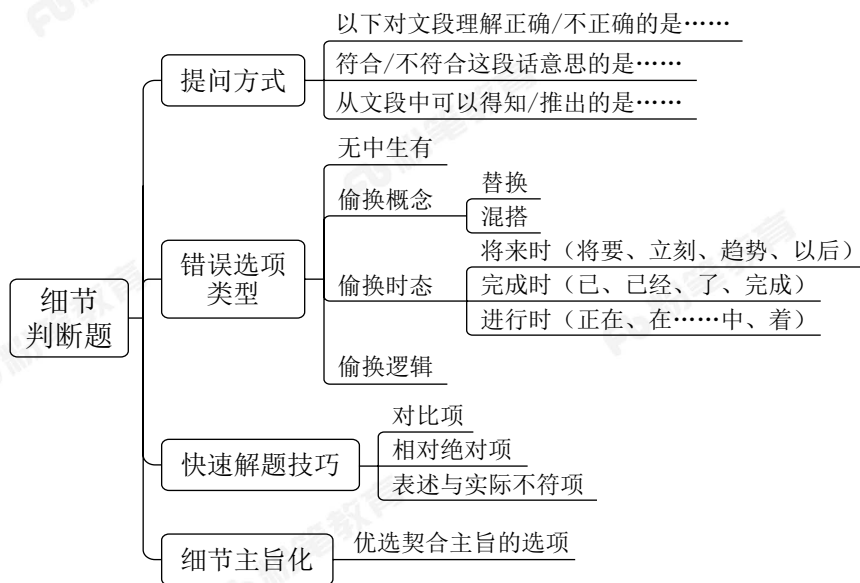 以下对文段理解正确/不正确的是……
提问方式
符合/不符合这段话意思的是……
从文段中可以得知/推出的是……
无中生有
偷换概念
替换
混搭
细节
判断题
错误选项
类型
偷换时态
将来时（将要、立刻、趋势、以后）
完成时（已、已经、了、完成）
进行时（正在、在……中、着）
偷换逻辑
快速解题技巧
对比项
相对绝对项
表述与实际不符项
细节主旨化
优选契合主旨的选项
粉笔教育